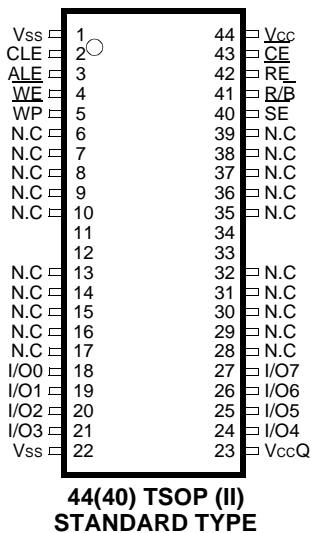 Vss 1 44 Vcc
CLE 2 43 CE
ALE 3 42 RE
WE 4 41 R/B
WP 5 40 SE
N.C 6 39 N.C
N.C 7 38 N.C
N.C 8 37 N.C
N.C 9 36 N.C
N.C 10 35 N.C
11 34
12 33
N.C 13 32 N.C
N.C 14 31 N.C
N.C 15 30 N.C
N.C 16 29 N.C
N.C 17 28 N.C
I/O0 18 27 I/O7
I/O1 19 26 I/O6
I/O2 20 25 I/O5
I/O3 21 24 I/O4
Vss 22 23 VccQ
44(40) TSOP (II)
STANDARD TYPE